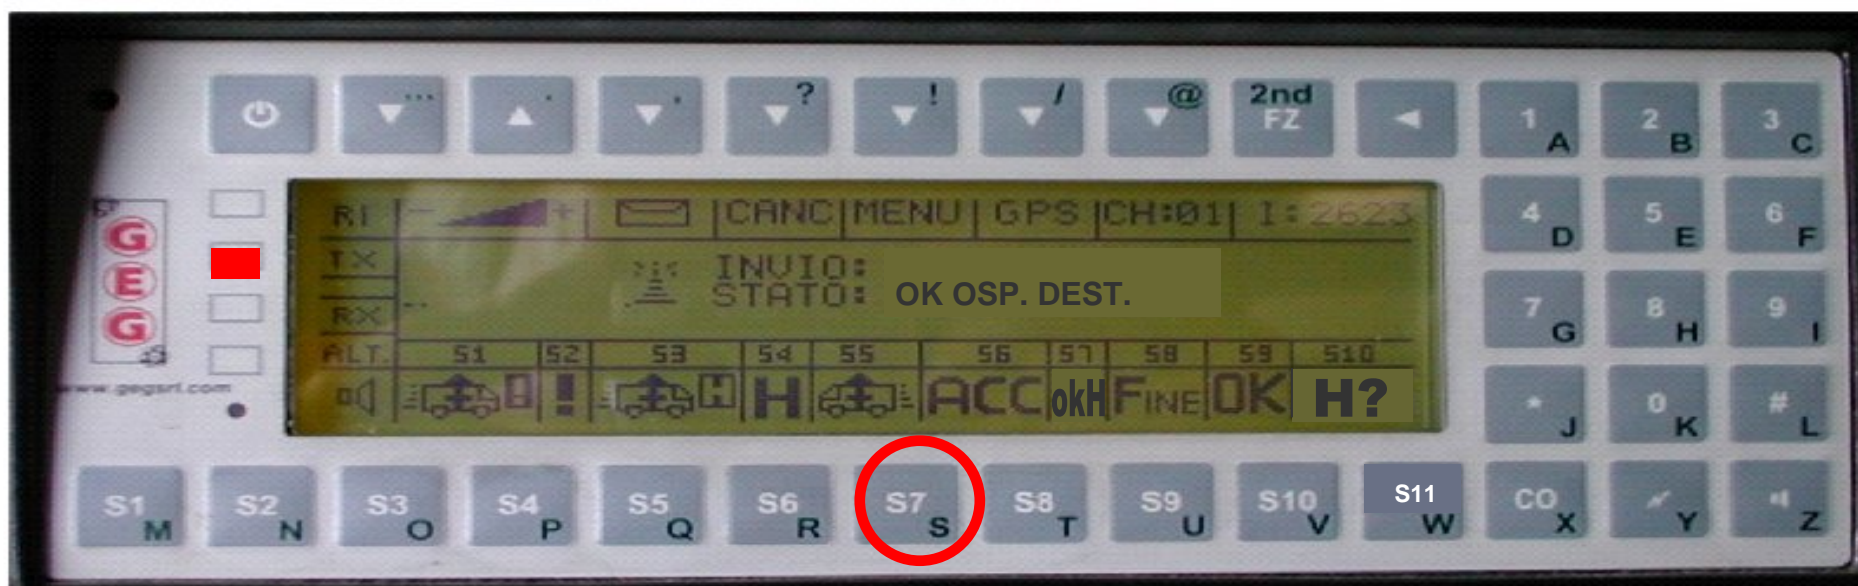 ... . , ? ! / @ 2nd FZ 1 A 2 B 3 C
RI - + CANC MENU GPS CH:01 I: 2623
4 D 5 E 6 F
TX INVIO:
STATO: OK OSP. DEST.
RX
7 G 8 H 9 I
ALT. S1 S2 S3 S4 S5 S6 S7 S8 S9 S10
H ! H H ACC okH FINE OK H?
* J 0 K # L
G
E
G
www.gegsrl.com
S1 M S2 N S3 O S4 P S5 Q S6 R S7 S S8 T S9 U S10 V S11 W CO X Y Z